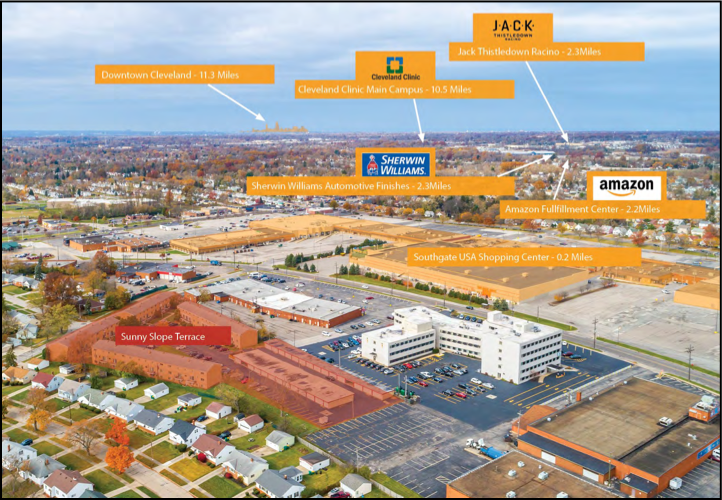 J·A·C·K·
THISTLEDOWN
RACINO
Jack Thistledown Racino - 2.3Miles
Downtown Cleveland - 11.3 Miles
Cleveland Clinic
Cleveland Clinic Main Campus - 10.5 Miles
SHERWIN
WILLIAMS.
Sherwin Williams Automotive Finishes - 2.3Miles
amazon
Amazon Fullfillment Center - 2.2Miles
Southgate USA Shopping Center - 0.2 Miles
Sunny Slope Terrace